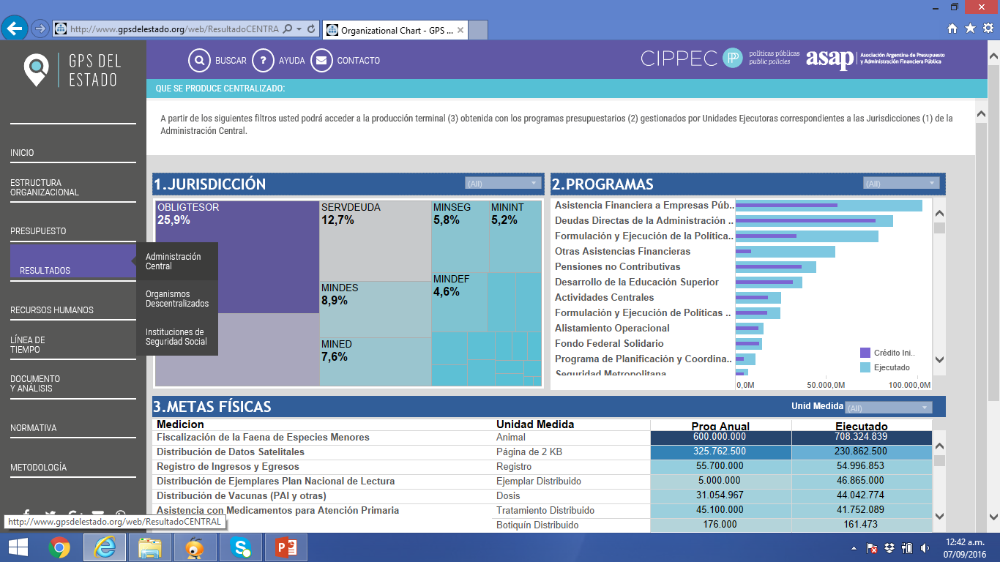 http://www.gpsdelestado.org/web/ResultadoCENTRA
Organizational Chart - GPS ...
GPS DEL
ESTADO
BUSCAR
AYUDA
CONTACTO
CIPPEC
PP
políticas públicas
public policies
asap
Asociación Argentina de Presupuesto
y Administración Financiera Pública
QUE SE PRODUCE CENTRALIZADO:
A partir de los siguientes filtros usted podrá acceder a la producción terminal (3) obtenida con los programas presupuestarios (2) gestionados por Unidades Ejecutoras correspondientes a las Jurisdicciones (1) de la
Administración Central.
INICIO
ESTRUCTURA
ORGANIZACIONAL
PRESUPUESTO
RESULTADOS
RECURSOS HUMANOS
LÍNEA DE
TIEMPO
DOCUMENTO
Y ANÁLISIS
NORMATIVA
METODOLOGÍA
Administración
Central
Organismos
Descentralizados
Instituciones de
Seguridad Social
1.JURISDICCIÓN
(All)
OBLIGTESOR
25,9%
SERVDEUDA
12,7%
MINSEG
5,8%
MININT
5,2%
MINDES
8,9%
MINDEF
4,6%
MINED
7,6%
2.PROGRAMAS
(All)
Asistencia Financiera a Empresas Púb..
Deudas Directas de la Administración ..
Formulación y Ejecución de la Política..
Otras Asistencias Financieras
Pensiones no Contributivas
Desarrollo de la Educación Superior
Actividades Centrales
Formulación y Ejecución de Políticas ..
Alistamiento Operacional
Fondo Federal Solidario
Programa de Planificación y Coordina..
Seguridad Metropolitana
Crédito Ini..
Ejecutado
0,0M
50.000,0M
100.000,0M
3.METAS FÍSICAS
Unid Medida
(All)
Medicion Unidad Medida Prog Anual Ejecutado
Fiscalización de la Faena de Especies Menores Animal 600.000.000 708.324.839
Distribución de Datos Satelitales Página de 2 KB 325.762.500 230.862.500
Registro de Ingresos y Egresos Registro 55.700.000 54.996.853
Distribución de Ejemplares Plan Nacional de Lectura Ejemplar Distribuido 5.000.000 46.865.000
Distribución de Vacunas (PAI y otras) Dosis 31.054.967 44.042.774
Asistencia con Medicamentos para Atención Primaria Tratamiento Distribuido 45.100.000 41.752.089
Botiquín Distribuido 176.000 161.473
http://www.gpsdelestado.org/web/ResultadoCENTRAL
12:42 a.m.
07/09/2016